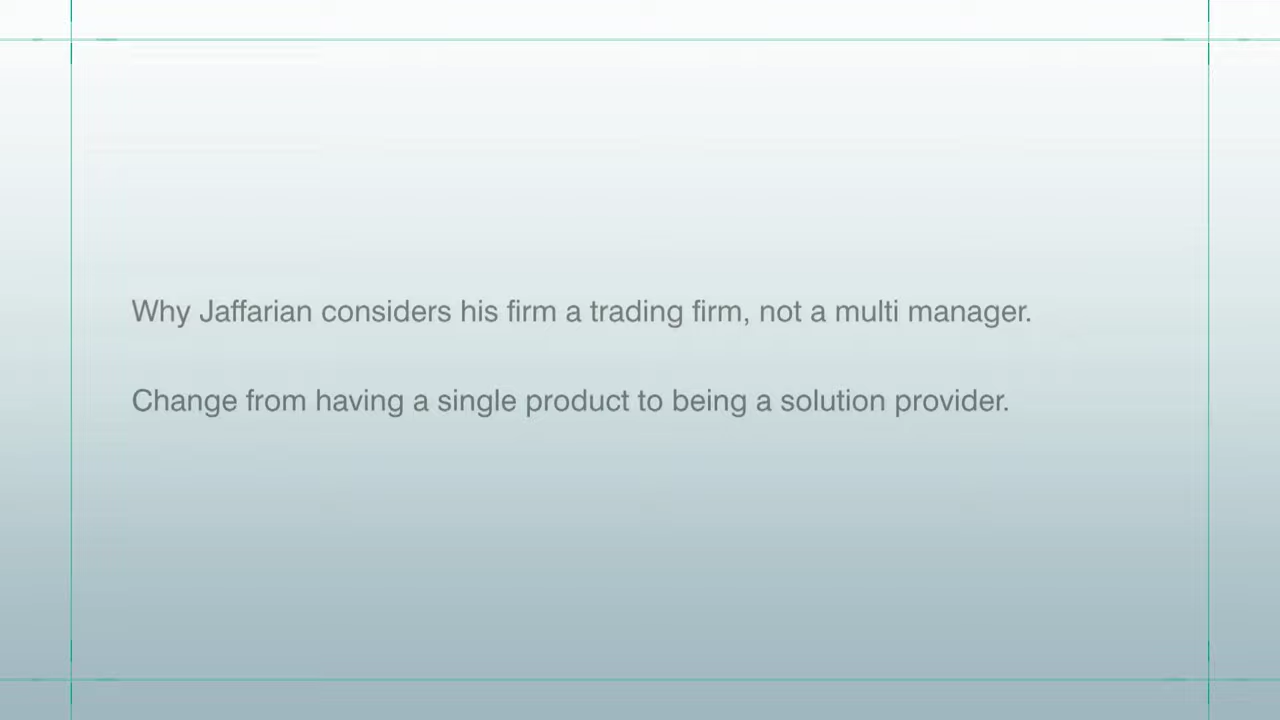 Why Jaffarian considers his firm a trading firm, not a multi manager.
Change from having a single product to being a solution provider.